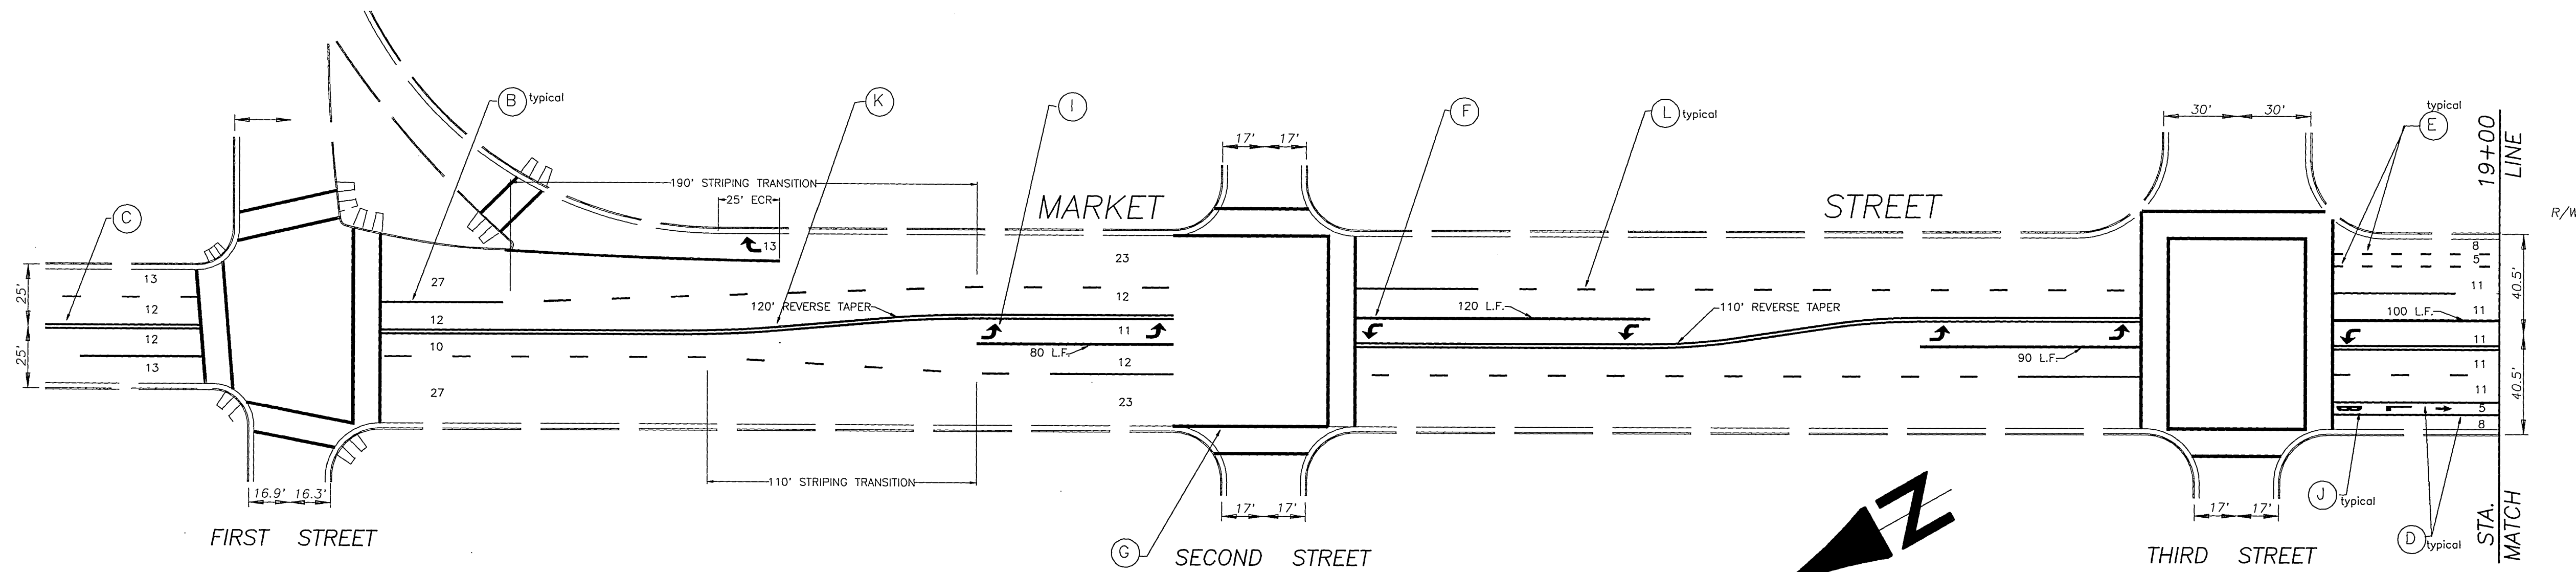 B typical
K
I
F
L typical
30' 30'
typical
E
17' 17'
19+00
LINE
190' STRIPING TRANSITION
25' ECR
MARKET STREET
R/W
C
13
13
27
23
8
5
25'
12
12
11
40.5'
120' REVERSE TAPER
120 L.F.
110' REVERSE TAPER
12
11
100 L.F.
12
10
11
11
25'
80 L.F.
90 L.F.
13
12
11
27
23
B L
5
8
40.5'
110' STRIPING TRANSITION
16.9' 16.3'
17' 17'
17' 17'
J typical
N
STA.
MATCH
FIRST STREET
G
SECOND STREET
THIRD STREET
D typical